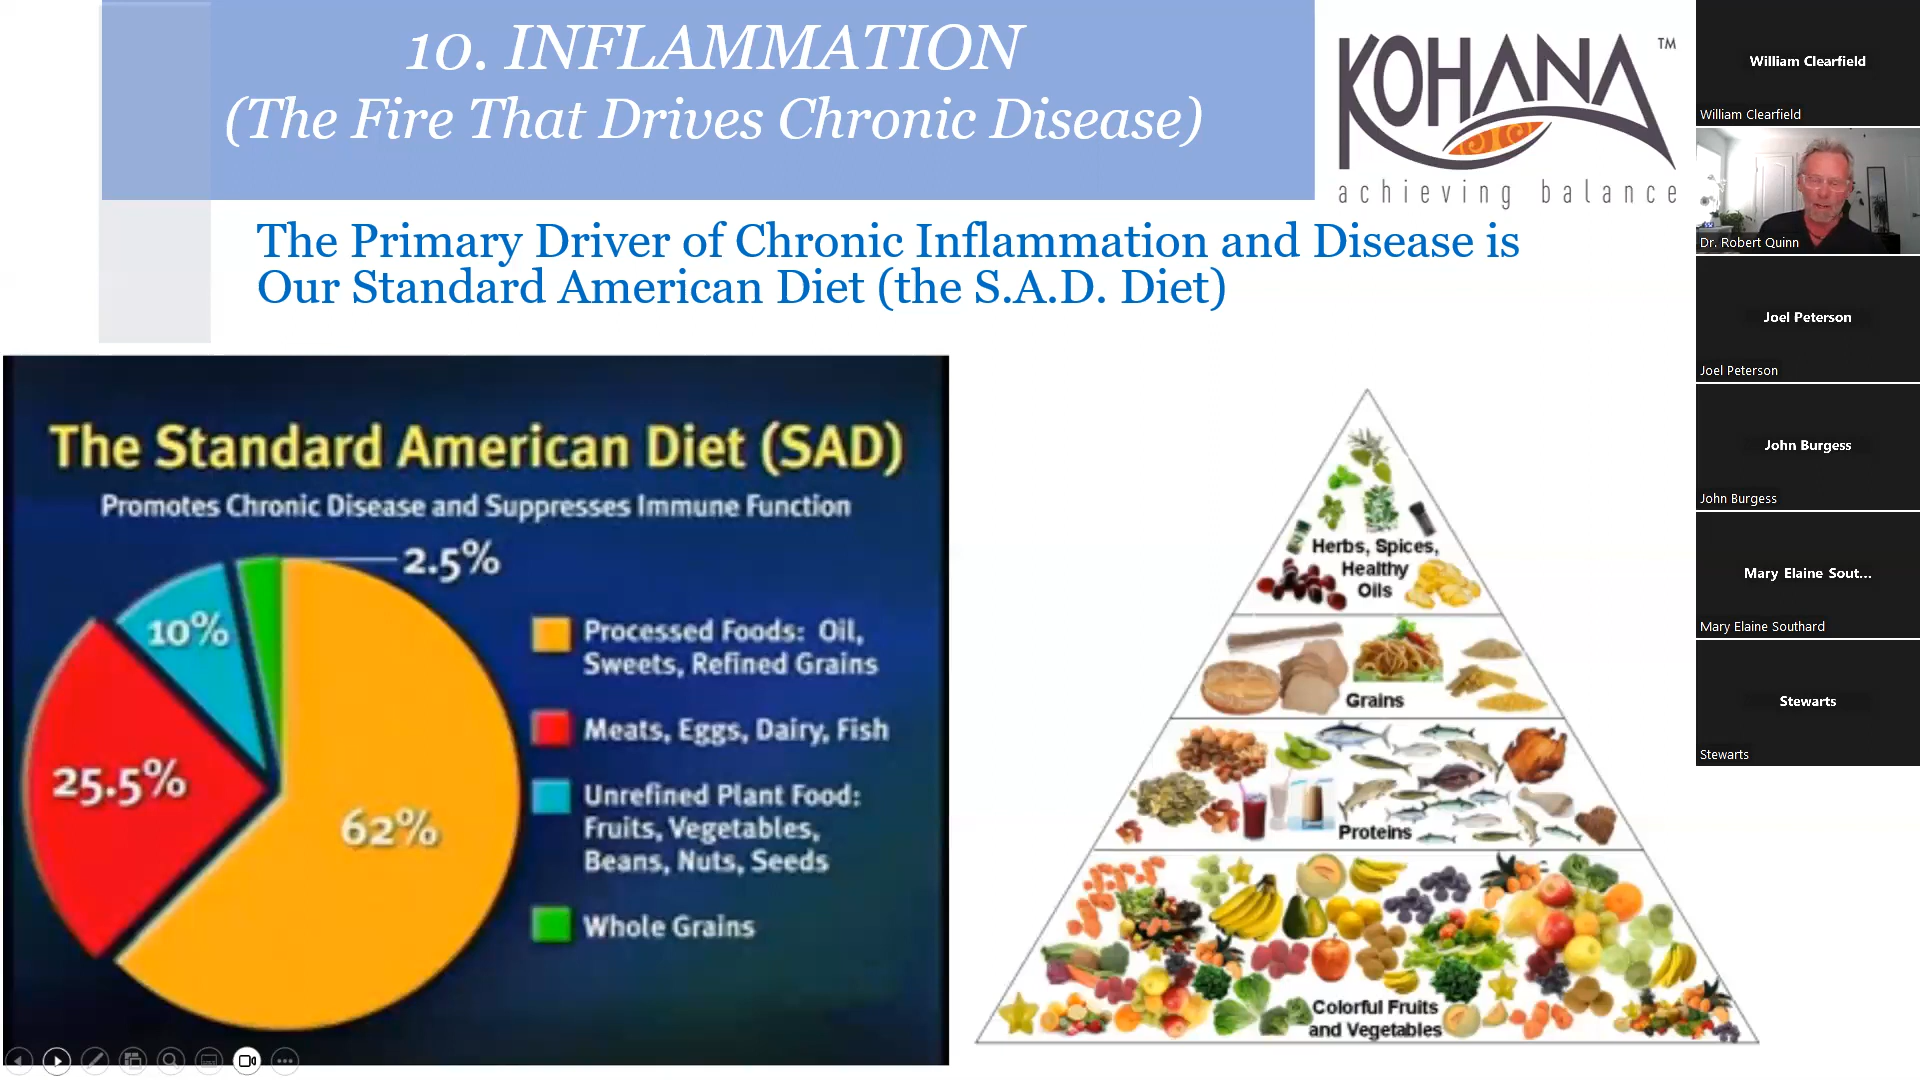 10. INFLAMMATION
(The Fire That Drives Chronic Disease)
KOHANA™
achieving balance
The Primary Driver of Chronic Inflammation and Disease is
Our Standard American Diet (the S.A.D. Diet)
The Standard American Diet (SAD)
Promotes Chronic Disease and Suppresses Immune Function
2.5%
10%
25.5%
62%
Processed Foods: Oil,
Sweets, Refined Grains
Meats, Eggs, Dairy, Fish
Unrefined Plant Food:
Fruits, Vegetables,
Beans, Nuts, Seeds
Whole Grains
Herbs, Spices,
Healthy
Oils
Grains
Proteins
Colorful Fruits
and Vegetables
William Clearfield
William Clearfield
Dr. Robert Quinn
Joel Peterson
Joel Peterson
John Burgess
John Burgess
Mary Elaine Sout...
Mary Elaine Southard
Stewarts
Stewarts